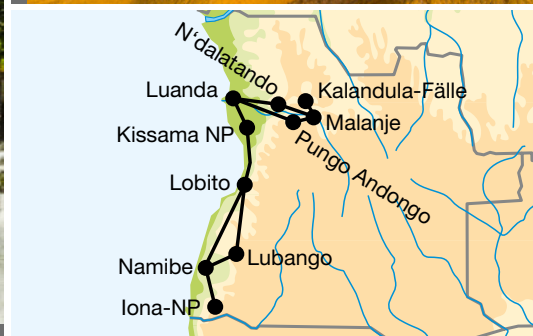 N‘dalatando
Luanda
Kalandula-Fälle
Malanje
Kissama NP
Pungo Andongo
Lobito
Lubango
Namibe
Iona-NP